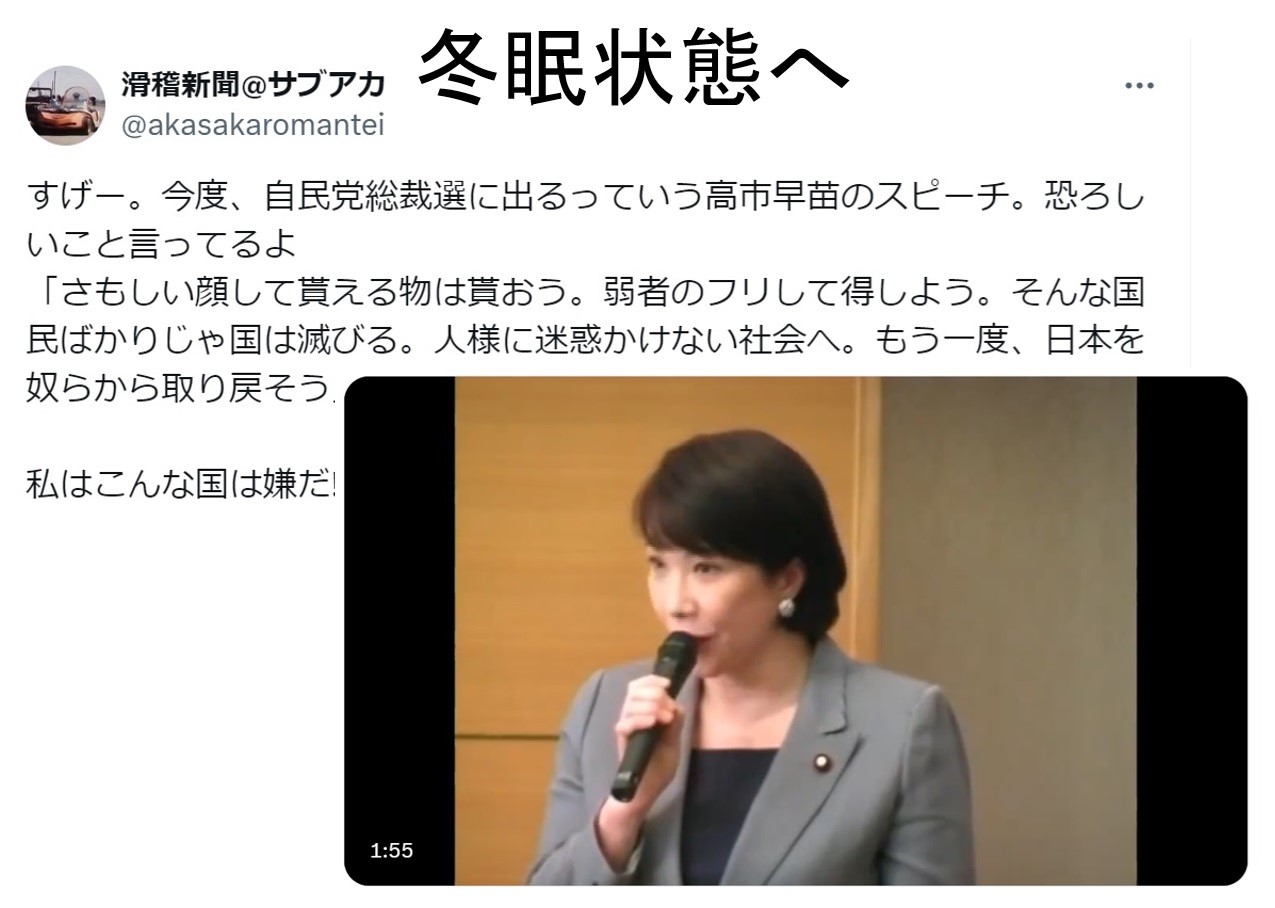 冬眠状態へ
滑稽新聞@サブアカ
@akasakaromantei
すげー。今度、自民党総裁選に出るっていう高市早苗のスピーチ。恐ろし
いこと言ってるよ
「さもしい顔して貰える物は貰おう。弱者のフリして得しよう。そんな国
民ばかりじゃ国は滅びる。人様に迷惑かけない社会へ。もう一度、日本を
奴らから取り戻そう」
私はこんな国は嫌だ!
1:55